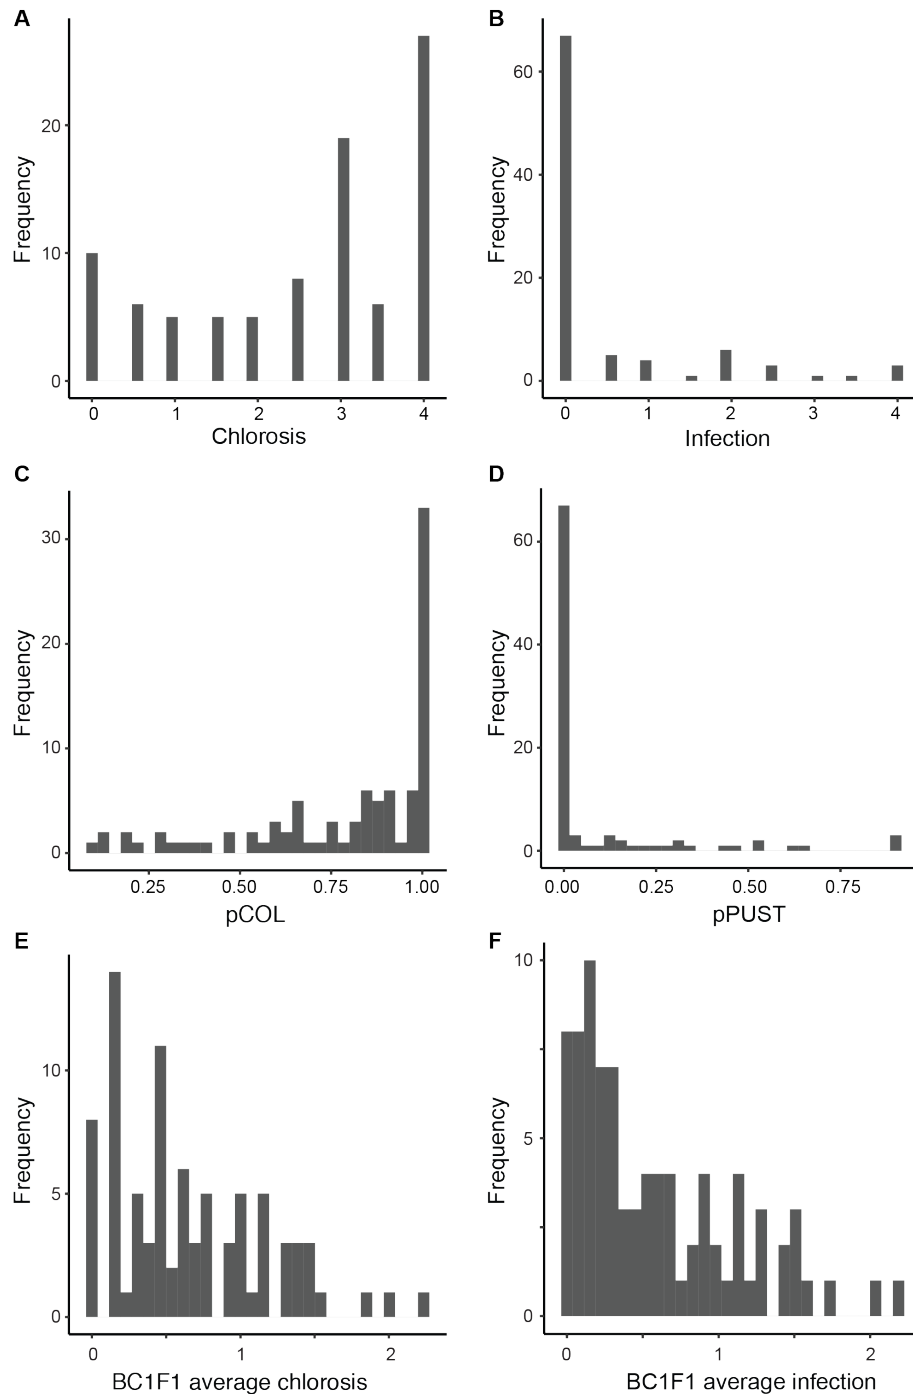 A
B
Frequency
20
10
0
0 1 2 3 4
Chlorosis
Frequency
60
40
20
0
0 1 2 3 4
Infection
C
D
Frequency
30
20
10
0
0.25 0.50 0.75 1.00
pCOL
Frequency
60
40
20
0
0.00 0.25 0.50 0.75
pPUST
E
F
Frequency
10
5
0
0 1 2
BC1F1 average chlorosis
Frequency
10
5
0
0 1 2
BC1F1 average infection